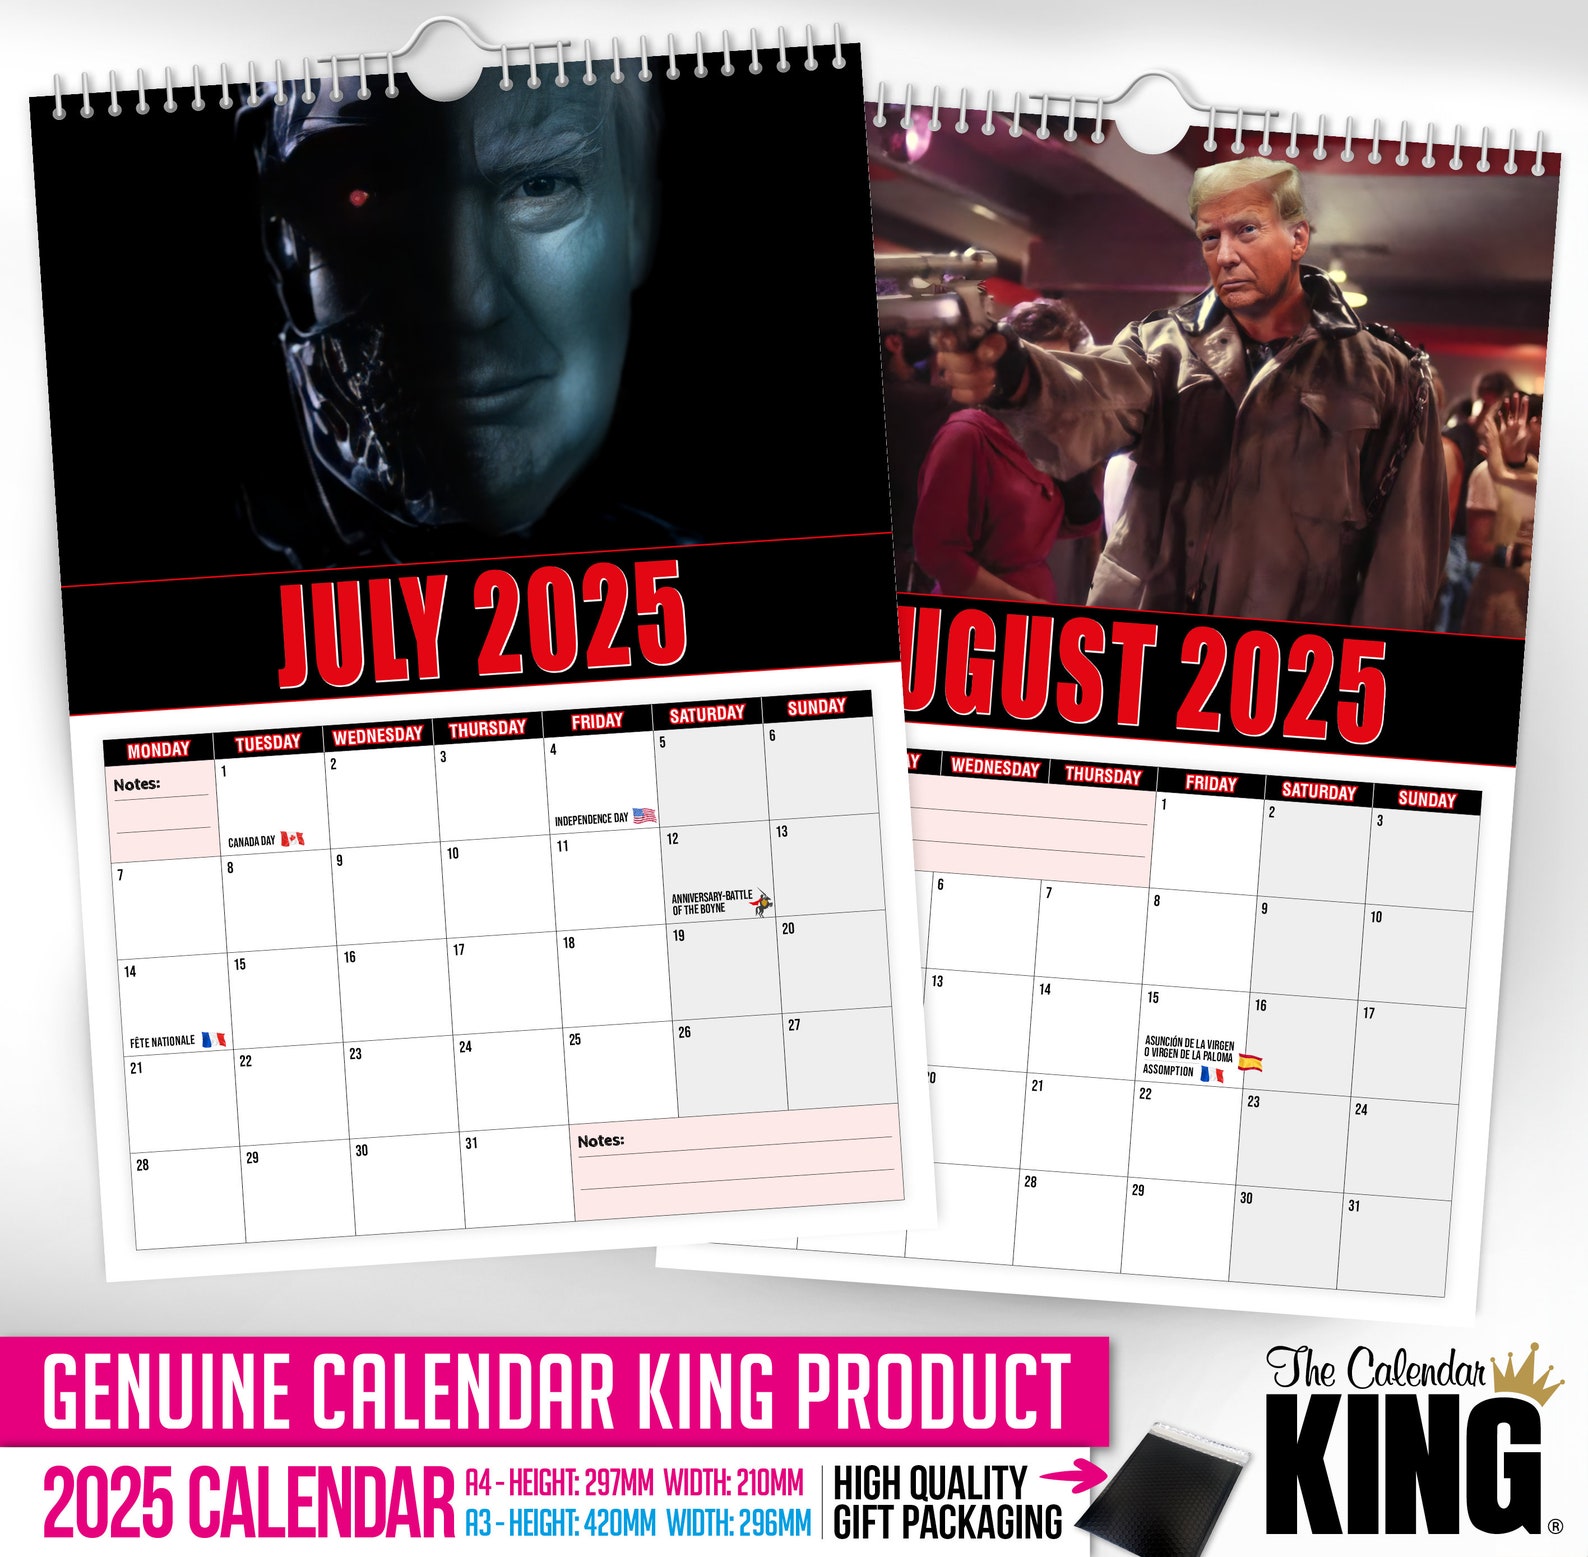 JULY 2025
MONDAY TUESDAY WEDNESDAY THURSDAY FRIDAY SATURDAY SUNDAY
Notes: 1 2 3 4 5 6
CANADA DAY
INDEPENDENCE DAY
7 8 9 10 11 12 13
ANNIVERSARY-BATTLE
OF THE BOYNE
14 15 16 17 18 19 20
FÊTE NATIONALE
21 22 23 24 25 26 27
28 29 30 31 Notes:
UGUST 2025
AY WEDNESDAY THURSDAY FRIDAY SATURDAY SUNDAY
1 2 3
6 7 8 9 10
13 14 15 16 17
ASUNCIÓN DE LA VIRGEN
O VIRGEN DE LA PALOMA
ASSOMPTION
20 21 22 23 24
28 29 30 31
GENUINE CALENDAR KING PRODUCT
2025 CALENDAR
A4 - HEIGHT: 297MM WIDTH: 210MM
A3 - HEIGHT: 420MM WIDTH: 296MM
HIGH QUALITY
GIFT PACKAGING
The Calendar
KING®